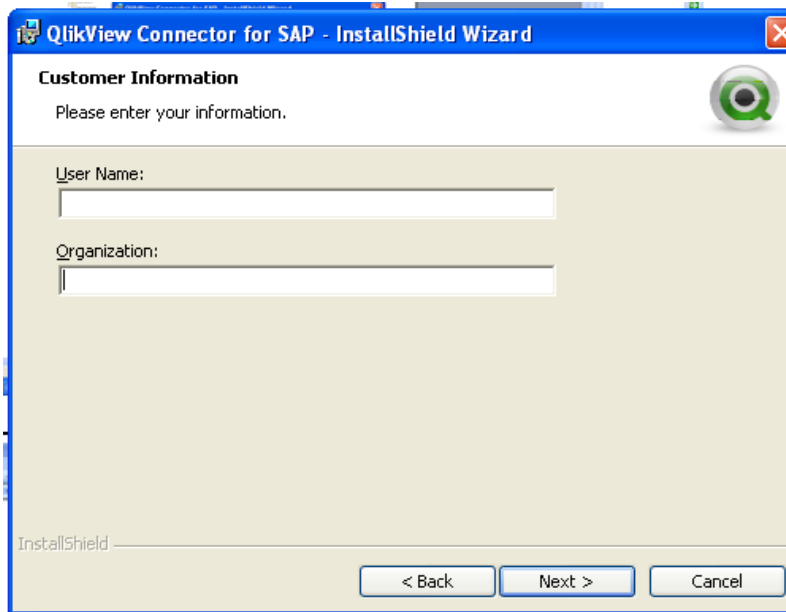 QlikView Connector for SAP - InstallShield Wizard
Customer Information
Please enter your information.
User Name:
Organization:
InstallShield
< Back Next > Cancel